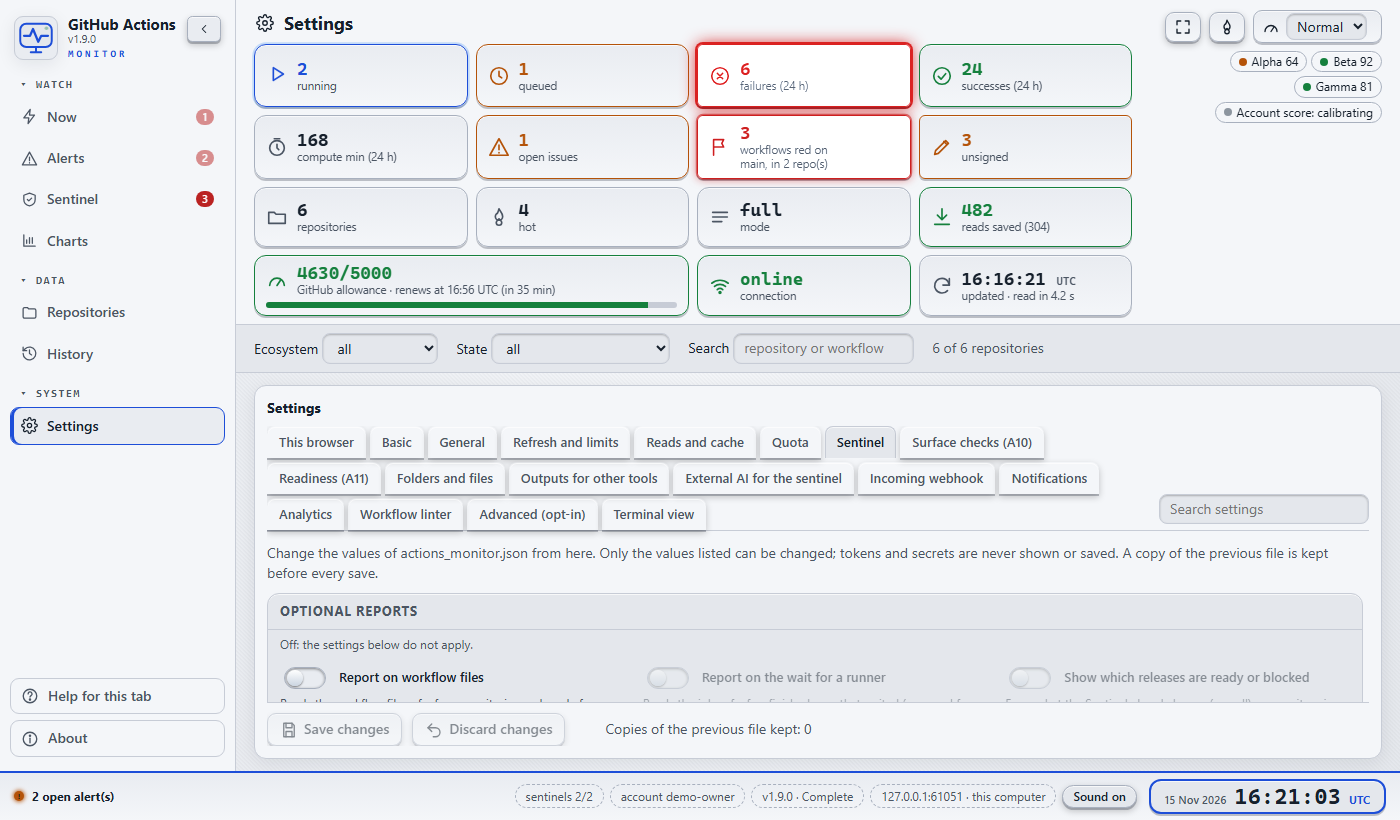 GitHub Actions
v1.9.0
MONITOR
WATCH
Now 1
Alerts 2
Sentinel 3
Charts
DATA
Repositories
History
SYSTEM
Settings
Help for this tab
About
Settings
Normal
Alpha 64
Beta 92
Gamma 81
Account score: calibrating
2
running
1
queued
6
failures (24 h)
24
successes (24 h)
168
compute min (24 h)
1
open issues
3
workflows red on
main, in 2 repo(s)
3
unsigned
6
repositories
4
hot
full
mode
482
reads saved (304)
4630/5000
GitHub allowance · renews at 16:56 UTC (in 35 min)
online
connection
16:16:21 UTC
updated · read in 4.2 s
Ecosystem all State all Search repository or workflow 6 of 6 repositories
Settings
This browser Basic General Refresh and limits Reads and cache Quota Sentinel Surface checks (A10)
Readiness (A11) Folders and files Outputs for other tools External AI for the sentinel Incoming webhook Notifications
Analytics Workflow linter Advanced (opt-in) Terminal view
Search settings
Change the values of actions_monitor.json from here. Only the values listed can be changed; tokens and secrets are never shown or saved. A copy of the previous file is kept
before every save.
OPTIONAL REPORTS
Off: the settings below do not apply.
Report on workflow files Report on the wait for a runner Show which releases are ready or blocked
Save changes Discard changes Copies of the previous file kept: 0
2 open alert(s)
sentinels 2/2 account demo-owner v1.9.0 · Complete 127.0.0.1:61051 · this computer Sound on 15 Nov 2026 16:21:03 UTC